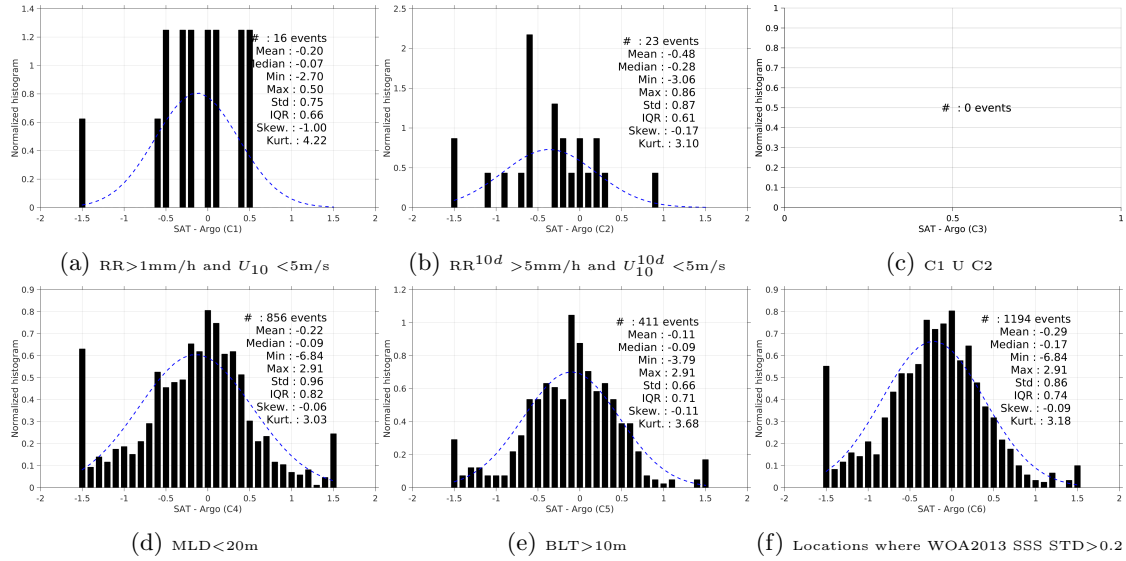 Normalized histogram
1.4
1.2
1
0.8
0.6
0.4
0.2
0
# : 16 events
Mean : -0.20
Median : -0.07
Min : -2.70
Max : 0.50
Std : 0.75
IQR : 0.66
Skew. : -1.00
Kurt. : 4.22
-2 -1.5 -1 -0.5 0 0.5 1 1.5 2
SAT - Argo (C1)
(a) RR>1mm/h and U10 <5m/s
Normalized histogram
2.5
2
1.5
1
0.5
0
# : 23 events
Mean : -0.48
Median : -0.28
Min : -3.06
Max : 0.86
Std : 0.87
IQR : 0.61
Skew. : -0.17
Kurt. : 3.10
-2 -1.5 -1 -0.5 0 0.5 1 1.5 2
SAT - Argo (C2)
(b) RR10d >5mm/h and U10 10d <5m/s
Normalized histogram
1
0.9
0.8
0.7
0.6
0.5
0.4
0.3
0.2
0.1
0
# : 0 events
0 0.5 1
SAT - Argo (C3)
(c) C1 U C2
Normalized histogram
0.9
0.8
0.7
0.6
0.5
0.4
0.3
0.2
0.1
0
# : 856 events
Mean : -0.22
Median : -0.09
Min : -6.84
Max : 2.91
Std : 0.96
IQR : 0.82
Skew. : -0.06
Kurt. : 3.03
-2 -1.5 -1 -0.5 0 0.5 1 1.5 2
SAT - Argo (C4)
(d) MLD<20m
Normalized histogram
1.2
1
0.8
0.6
0.4
0.2
0
# : 411 events
Mean : -0.11
Median : -0.09
Min : -3.79
Max : 2.91
Std : 0.66
IQR : 0.71
Skew. : -0.11
Kurt. : 3.68
-2 -1.5 -1 -0.5 0 0.5 1 1.5 2
SAT - Argo (C5)
(e) BLT>10m
Normalized histogram
0.9
0.8
0.7
0.6
0.5
0.4
0.3
0.2
0.1
0
# : 1194 events
Mean : -0.29
Median : -0.17
Min : -6.84
Max : 2.91
Std : 0.86
IQR : 0.74
Skew. : -0.09
Kurt. : 3.18
-2 -1.5 -1 -0.5 0 0.5 1 1.5 2
SAT - Argo (C6)
(f) Locations where WOA2013 SSS STD>0.2